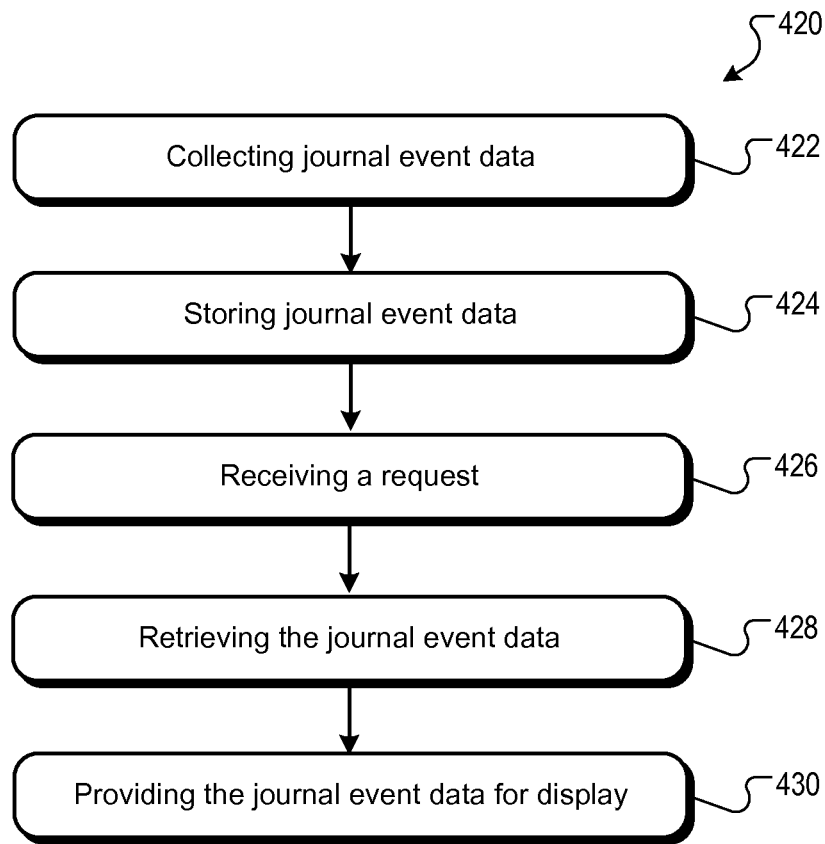 420
Collecting journal event data
422
Storing journal event data
424
Receiving a request
426
Retrieving the journal event data
428
Providing the journal event data for display
430